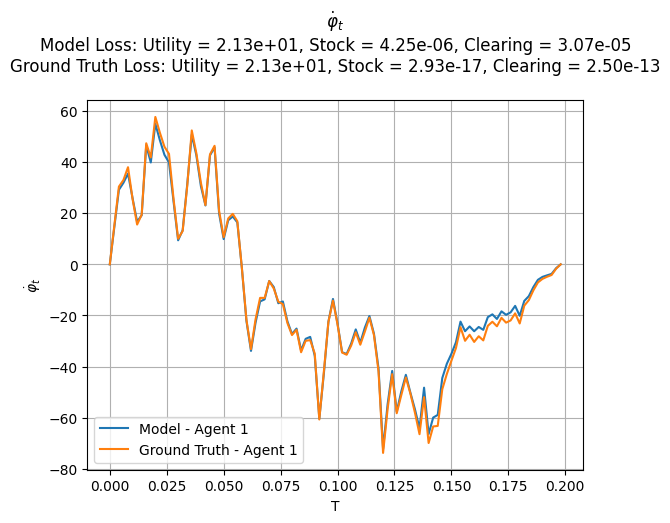 φ̇_t
Model Loss: Utility = 2.13e+01, Stock = 4.25e-06, Clearing = 3.07e-05
Ground Truth Loss: Utility = 2.13e+01, Stock = 2.93e-17, Clearing = 2.50e-13
60
40
20
0
−20
−40
−60
−80
φ̇_t
Model - Agent 1
Ground Truth - Agent 1
0.000 0.025 0.050 0.075 0.100 0.125 0.150 0.175 0.200
T